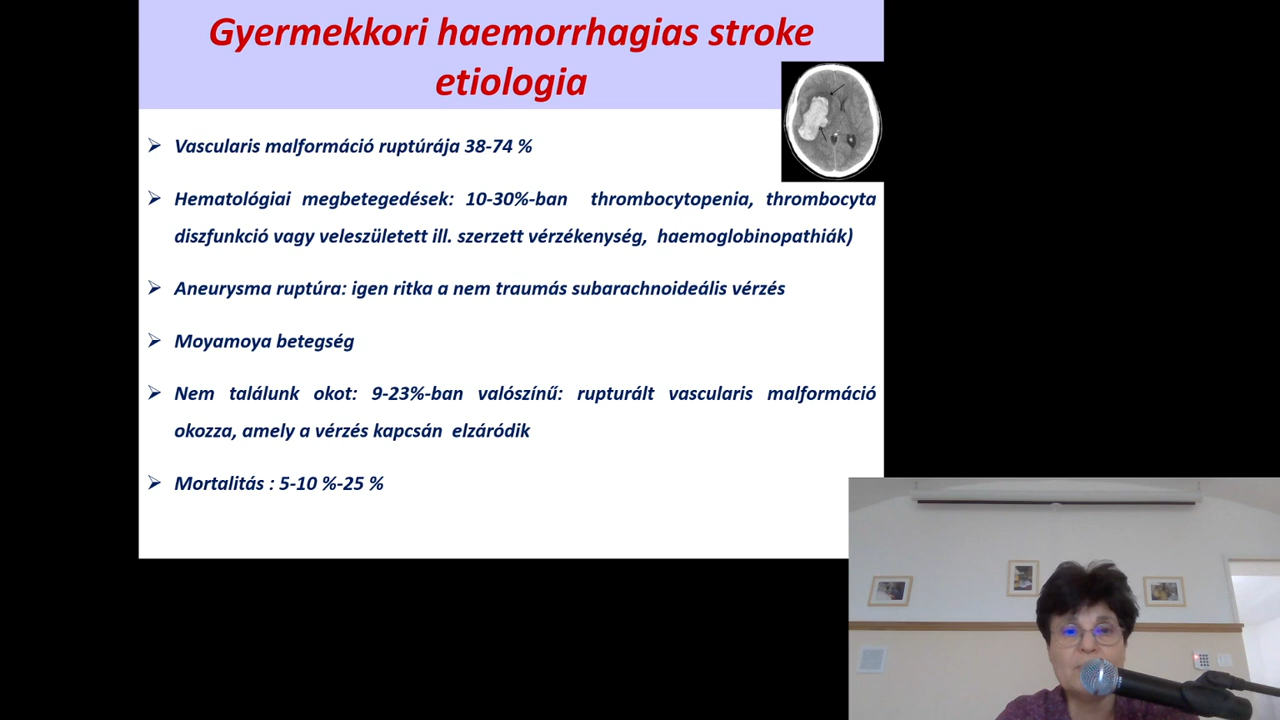 Gyermekkori haemorrhagias stroke
etiologia
Vascularis malformáció ruptúrája 38-74 %
Hematológiai megbetegedések: 10-30%-ban thrombocytopenia, thrombocyta
diszfunkció vagy veleszületett ill. szerzett vérzékenység, haemoglobinopathiák)
Aneurysma ruptúra: igen ritka a nem traumás subarachnoideális vérzés
Moyamoya betegség
Nem találunk okot: 9-23%-ban valószínű: rupturált vascularis malformáció
okozza, amely a vérzés kapcsán elzáródik
Mortalitás : 5-10 %-25 %